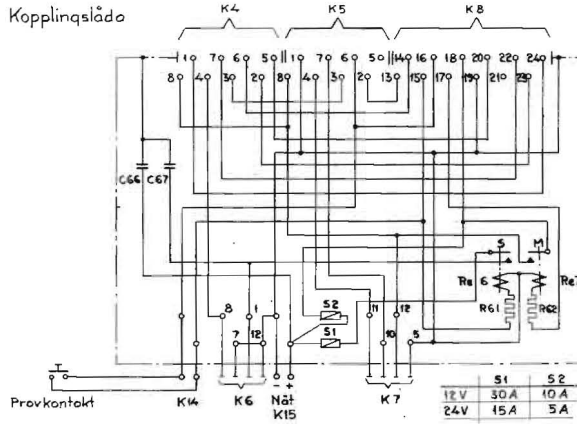 Kopplingslåda
K4 K5 K8
1 7 6 5 1 7 6 5 14 16 18 20 22 24
8 4 3 2 8 4 3 2 13 15 17 19 21 23
C66 C67
S M
Re 6 Re7
R61 R62
8 1 S2 11 12
7 12 S1 10 5
- +
Provkontakt K14 K6 Nät K7
K15
S1 S2
12V 30A 10A
24V 15A 5A